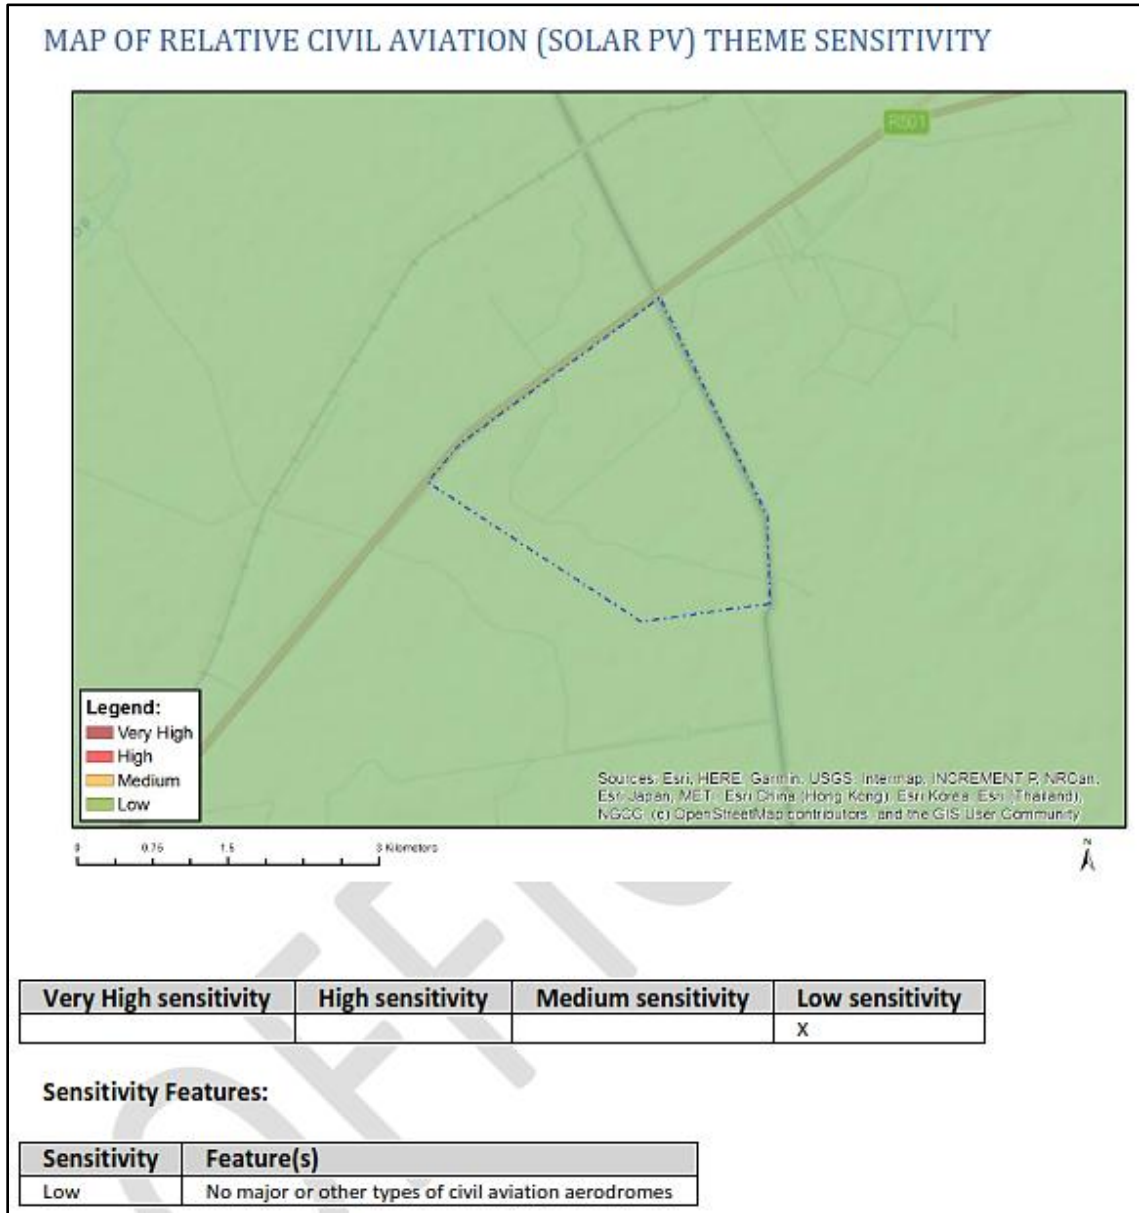 MAP OF RELATIVE CIVIL AVIATION (SOLAR PV) THEME SENSITIVITY
R501
Legend:
Very High
High
Medium
Low
Sources: Esri, HERE, Garmin, USGS, Intermap, INCREMENT P, NRCan,
Esri Japan, METI, Esri China (Hong Kong), Esri Korea, Esri (Thailand),
NGCC, (c) OpenStreetMap contributors, and the GIS User Community
0 0.75 1.5 3 Kilometers
N
Very High sensitivity High sensitivity Medium sensitivity Low sensitivity
X
Sensitivity Features:
Sensitivity Feature(s)
Low No major or other types of civil aviation aerodromes